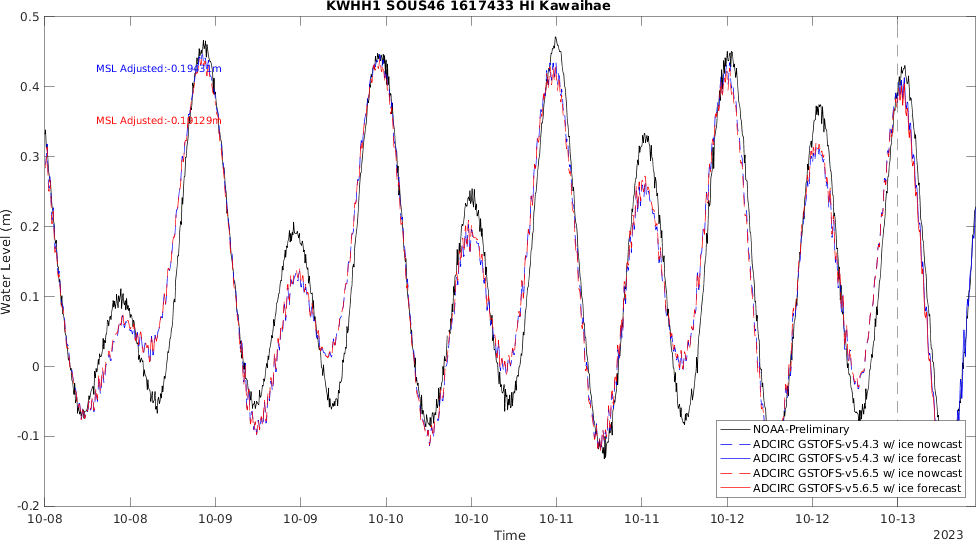 KWHH1 SOUS46 1617433 HI Kawaihae
0.5
0.4
0.3
0.2
0.1
0
-0.1
-0.2
Water Level (m)
MSL Adjusted:
MSL Adjusted:
NOAA-Preliminary
ADCIRC GSTOFS-v5.4.3 w/ ice nowcast
ADCIRC GSTOFS-v5.4.3 w/ ice forecast
ADCIRC GSTOFS-v5.6.5 w/ ice nowcast
ADCIRC GSTOFS-v5.6.5 w/ ice forecast
10-08 10-08 10-09 10-09 10-10 10-10 10-11 10-11 10-12 10-12 10-13
Time
2023